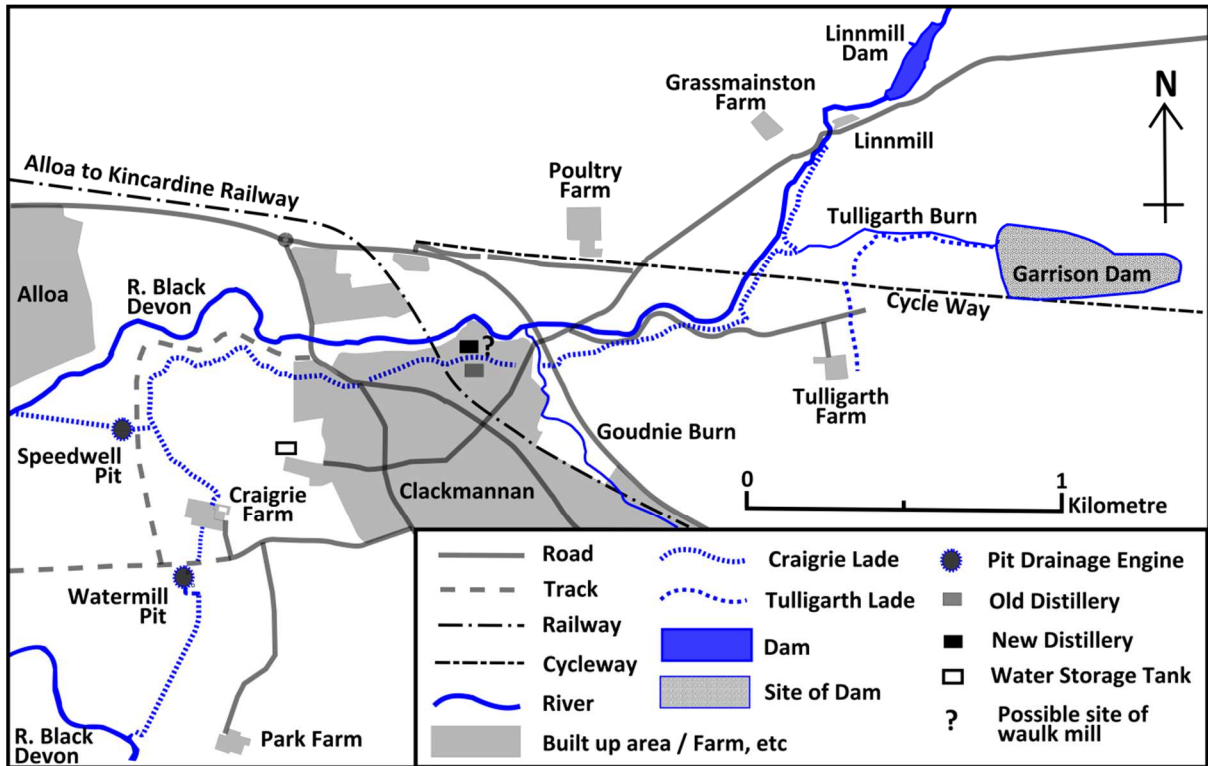 Linnmill
Dam
Grassmainston
Farm
N
Linnmill
Alloa to Kincardine Railway
Poultry
Farm
Tulligarth Burn
Garrison Dam
Alloa
R. Black
Devon
Cycle Way
?
Tulligarth
Farm
Goudnie Burn
Speedwell
Pit
Craigrie
Farm
Clackmannan
0
1
Kilometre
Watermill
Pit
R. Black
Devon
Park Farm
Road
Track
Railway
Cycleway
River
Built up area / Farm, etc
Craigrie Lade
Tulligarth Lade
Dam
Site of Dam
Pit Drainage Engine
Old Distillery
New Distillery
Water Storage Tank
? Possible site of
waulk mill